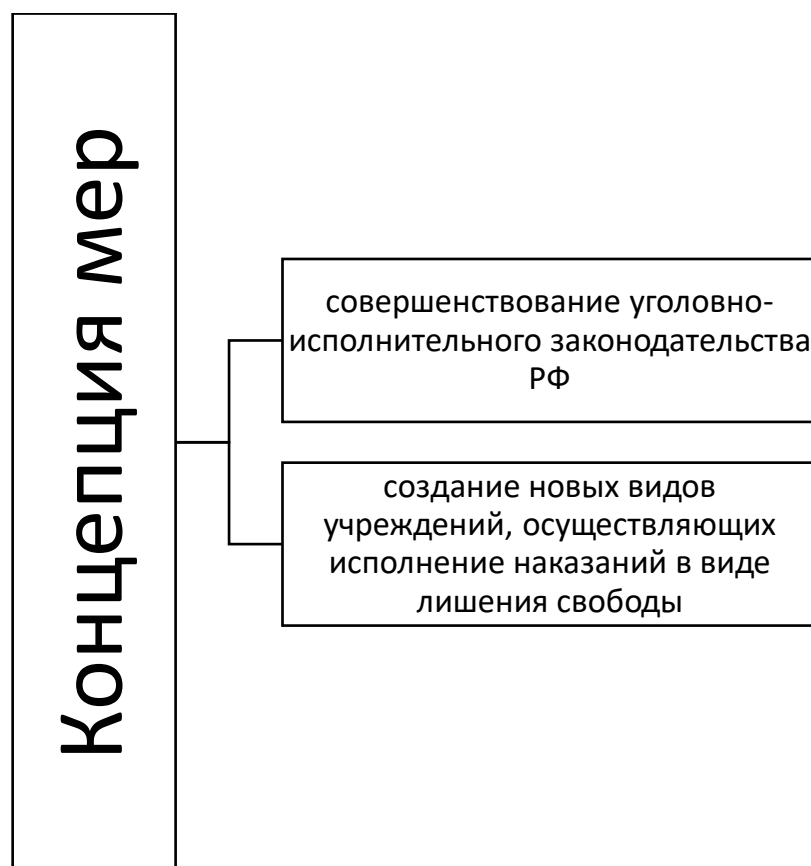 Концепция мер
совершенствование уголовно-
исполнительного законодательства
РФ
создание новых видов
учреждений, осуществляющих
исполнение наказаний в виде
лишения свободы